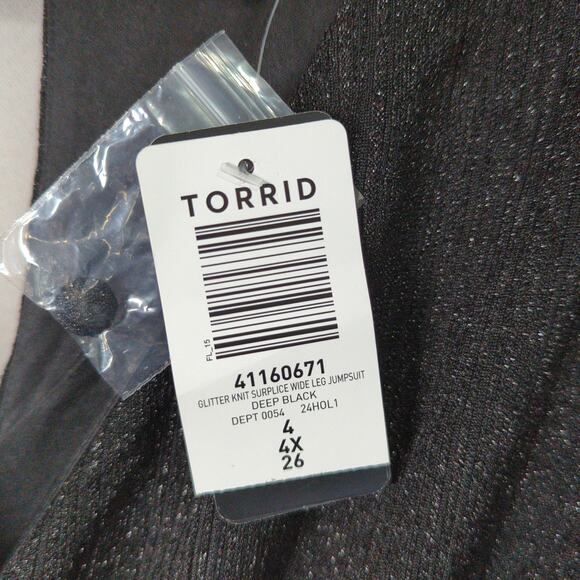 TORRID
FL_15
41160671
GLITTER KNIT SURPLICE WIDE LEG JUMPSUIT
DEEP BLACK
DEPT 0054 24HOL1
4
4X
26